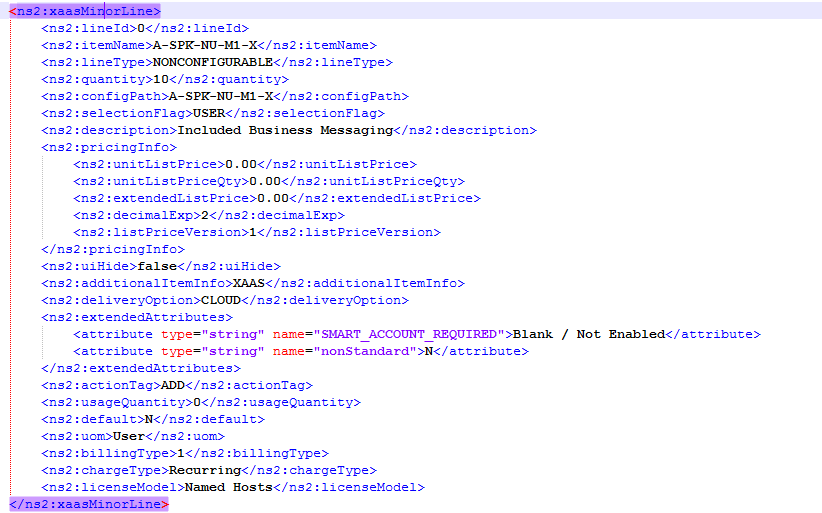 <ns2:xaasMinorLine>
<ns2:lineId>0</ns2:lineId>
<ns2:itemName>A-SPK-NU-M1-X</ns2:itemName>
<ns2:lineType>NONCONFIGURABLE</ns2:lineType>
<ns2:quantity>10</ns2:quantity>
<ns2:configPath>A-SPK-NU-M1-X</ns2:configPath>
<ns2:selectionFlag>USER</ns2:selectionFlag>
<ns2:description>Included Business Messaging</ns2:description>
<ns2:pricingInfo>
<ns2:unitListPrice>0.00</ns2:unitListPrice>
<ns2:unitListPriceQty>0.00</ns2:unitListPriceQty>
<ns2:extendedListPrice>0.00</ns2:extendedListPrice>
<ns2:decimalExp>2</ns2:decimalExp>
<ns2:listPriceVersion>1</ns2:listPriceVersion>
</ns2:pricingInfo>
<ns2:uiHide>false</ns2:uiHide>
<ns2:additionalItemInfo>XAAS</ns2:additionalItemInfo>
<ns2:deliveryOption>CLOUD</ns2:deliveryOption>
<ns2:extendedAttributes>
<attribute type="string" name="SMART_ACCOUNT_REQUIRED">Blank / Not Enabled</attribute>
<attribute type="string" name="nonStandard">N</attribute>
</ns2:extendedAttributes>
<ns2:actionTag>ADD</ns2:actionTag>
<ns2:usageQuantity>0</ns2:usageQuantity>
<ns2:default>N</ns2:default>
<ns2:uom>User</ns2:uom>
<ns2:billingType>1</ns2:billingType>
<ns2:chargeType>Recurring</ns2:chargeType>
<ns2:licenseModel>Named Hosts</ns2:licenseModel>
</ns2:xaasMinorLine>